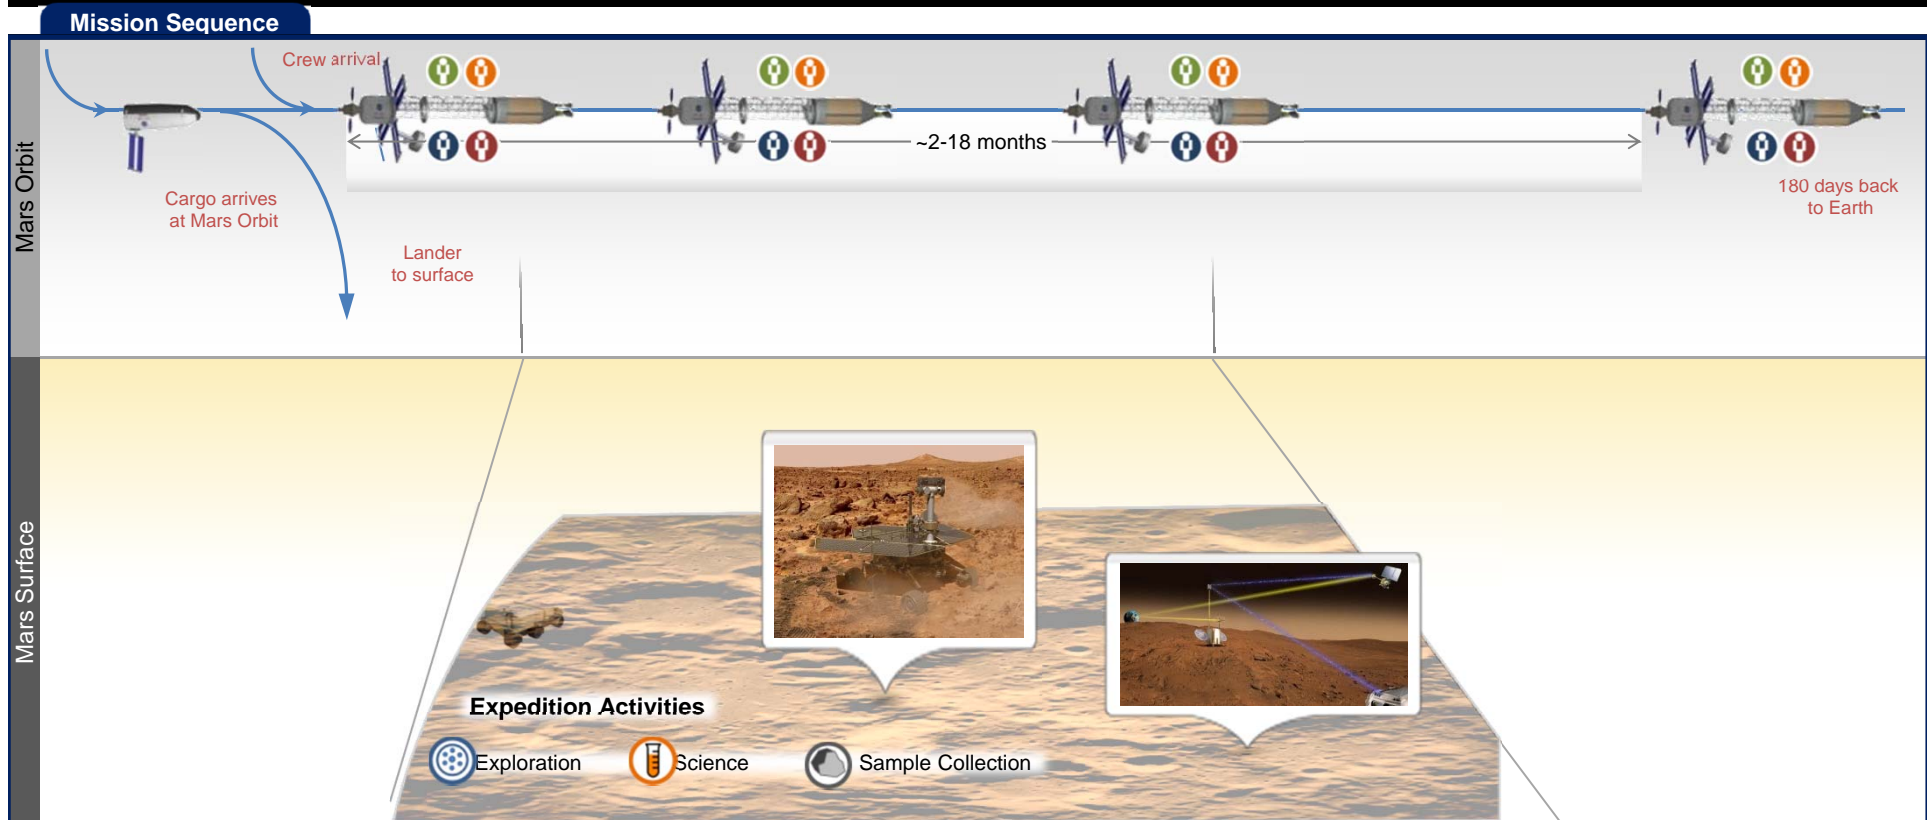 Mission Sequence
Mars Orbit
Crew arrival
~2-18 months
Cargo arrives
at Mars Orbit
180 days back
to Earth
Lander
to surface
Mars Surface
Expedition Activities
Exploration
Science
Sample Collection